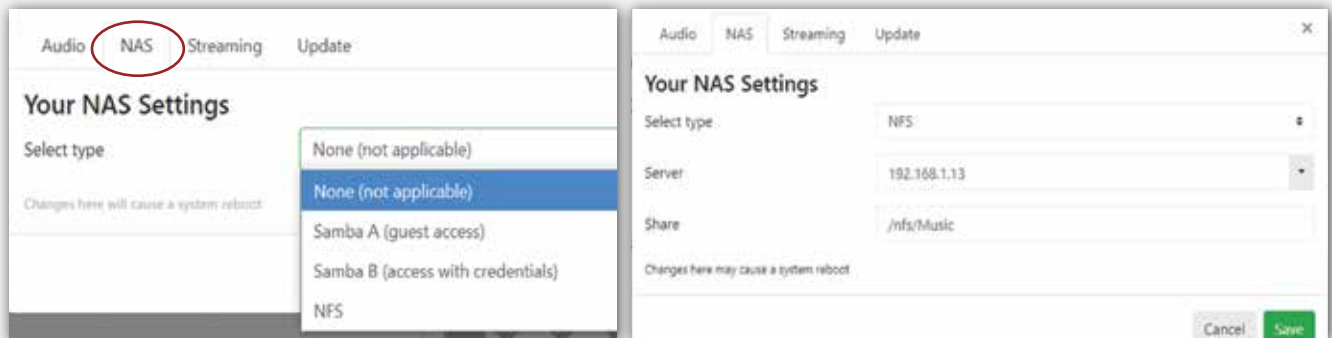 Audio NAS Streaming Update
Your NAS Settings
Select type None (not applicable)
None (not applicable)
Changes here will cause a system reboot
Samba A (guest access)
Samba B (access with credentials)
NFS
Audio NAS Streaming Update ×
Your NAS Settings
Select type NFS
Server 192.168.1.13
Share /nfs/Music
Changes here may cause a system reboot
Cancel Save